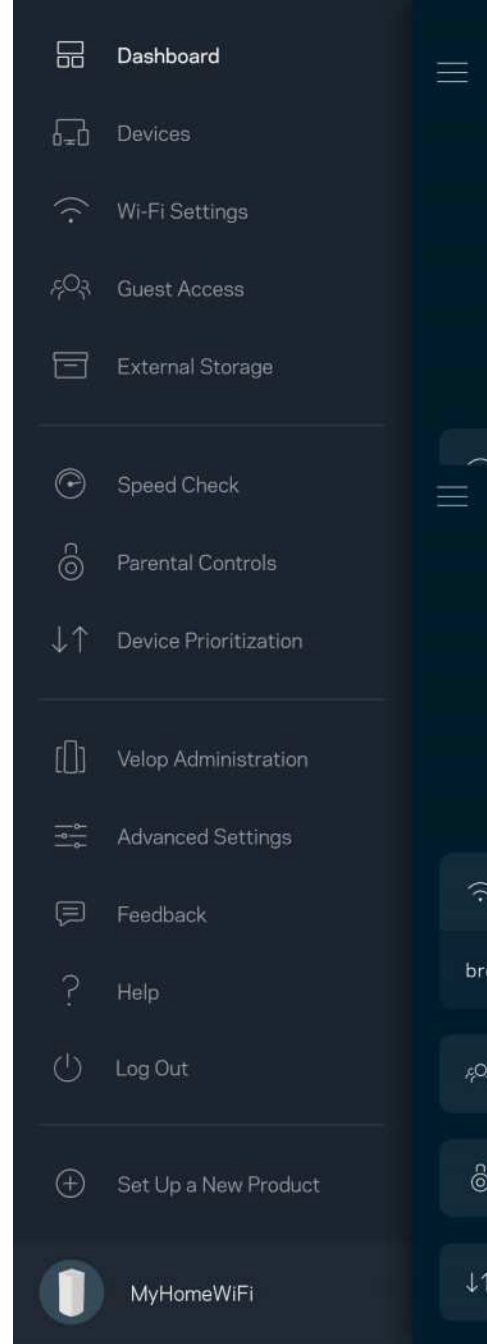 Dashboard
Devices
Wi-Fi Settings
Guest Access
External Storage
Speed Check
Parental Controls
Device Prioritization
Velop Administration
Advanced Settings
Feedback
Help
Log Out
Set Up a New Product
MyHomeWiFi